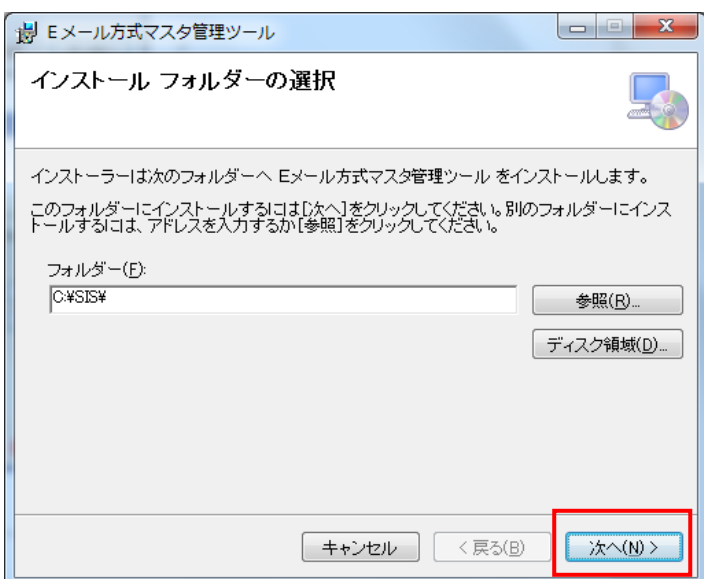 Eメール方式マスタ管理ツール
インストール フォルダーの選択
インストーラーは次のフォルダーへ Eメール方式マスタ管理ツール をインストールします。
このフォルダーにインストールするには[次へ]をクリックしてください。別のフォルダーにインス
トールするには、アドレスを入力するか[参照]をクリックしてください。
フォルダー(F):
C:¥SIS¥
参照(R)...
ディスク領域(D)...
キャンセル
< 戻る(B)
次へ(N) >